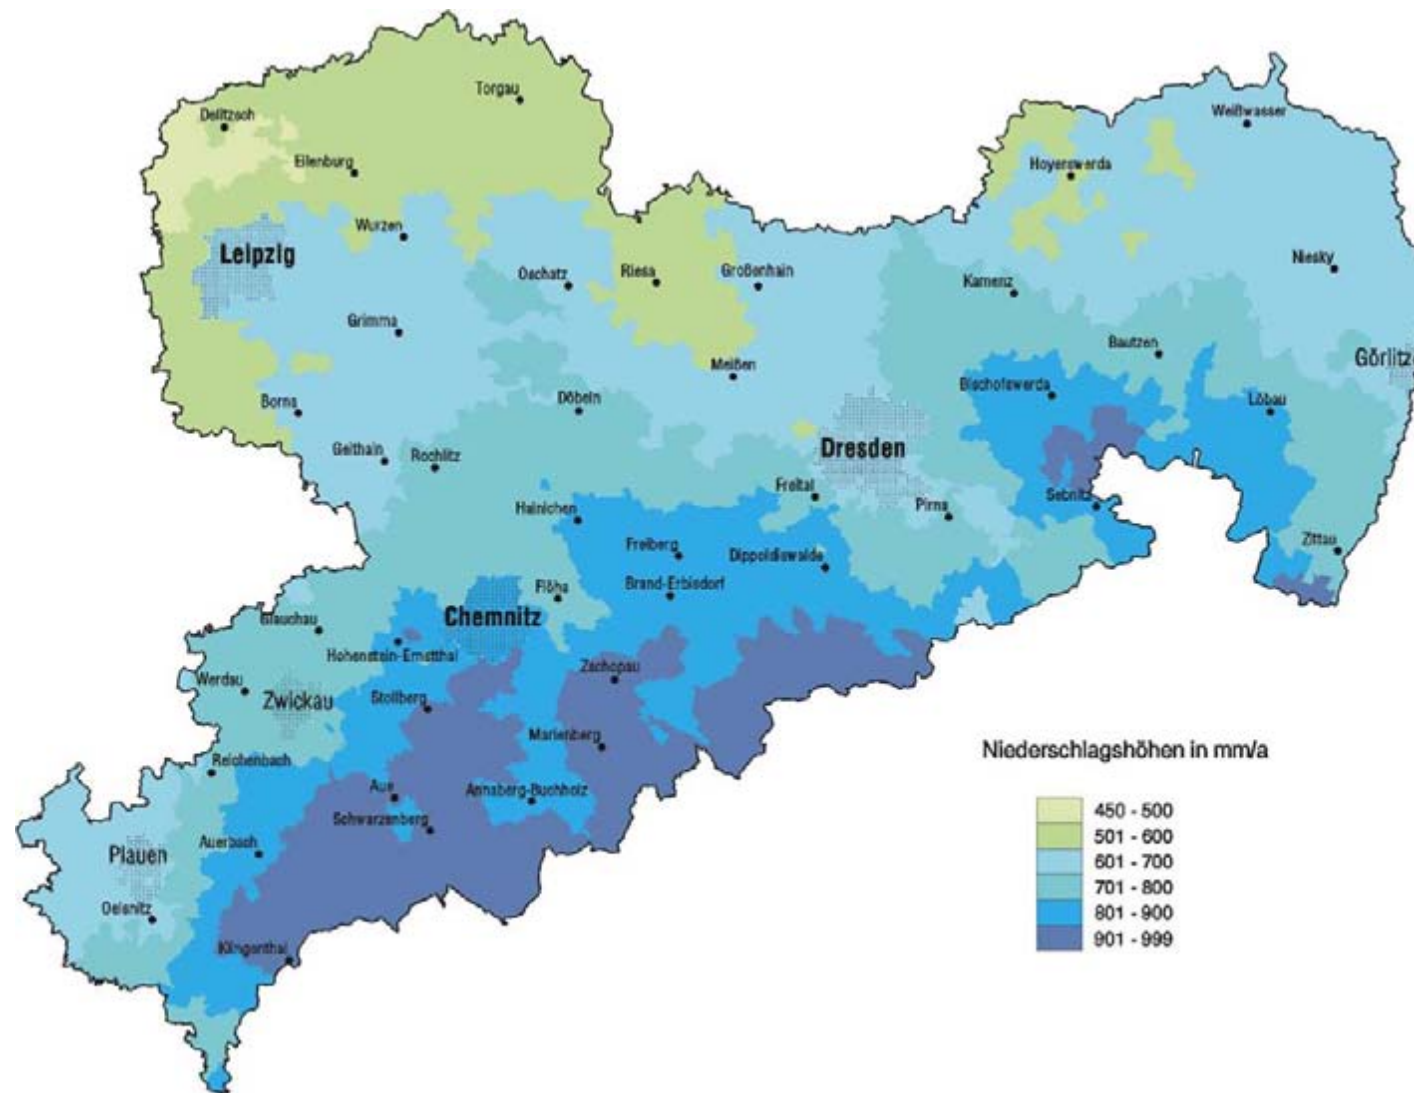 Torgau
Delitzsch
Eilenburg
Weißwasser
Hoyerswerda
Wurzen
Leipzig
Oschatz
Riesa
Großenhain
Kamenz
Niesky
Grimma
Meißen
Bautzen
Görlitz
Borna
Döbeln
Bischofswerda
Löbau
Geithain
Rochlitz
Dresden
Freital
Pirna
Sebnitz
Hainichen
Freiberg
Dippoldiswalde
Zittau
Brand-Erbisdorf
Flöha
Chemnitz
Glauchau
Hohenstein-Ernstthal
Zschopau
Werdau
Zwickau
Stollberg
Marienberg
Reichenbach
Aue
Annaberg-Buchholz
Schwarzenberg
Auerbach
Plauen
Oelsnitz
Klingenthal
Niederschlagshöhen in mm/a
450 - 500
501 - 600
601 - 700
701 - 800
801 - 900
901 - 999